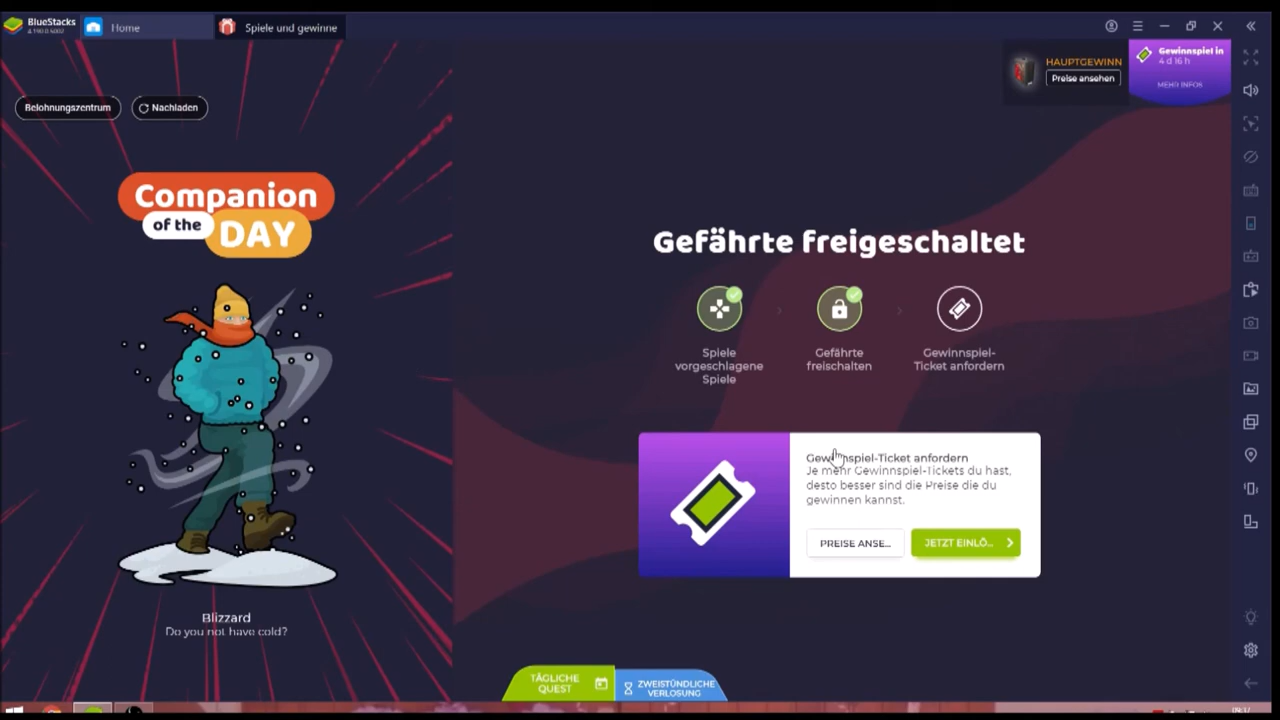 BlueStacks
Home
Spiele und gewinne
HAUPTGEWINN
Preise ansehen
Gewinnspiel in
4 d 16 h
MEHR INFOS
Belohnungszentrum
Nachladen
Companion
of the
DAY
Blizzard
Do you not have cold?
Gefährte freigeschaltet
Spiele
vorgeschlagene
Spiele
Gefährte
freischalten
Gewinnspiel-
Ticket anfordern
Gewinnspiel-Ticket anfordern
Je mehr Gewinnspiel-Tickets du hast,
desto besser sind die Preise die du
gewinnen kannst.
PREISE ANSE...
JETZT EINLÖ...
TÄGLICHE
QUEST
ZWEISTÜNDLICHE
VERLOSUNG